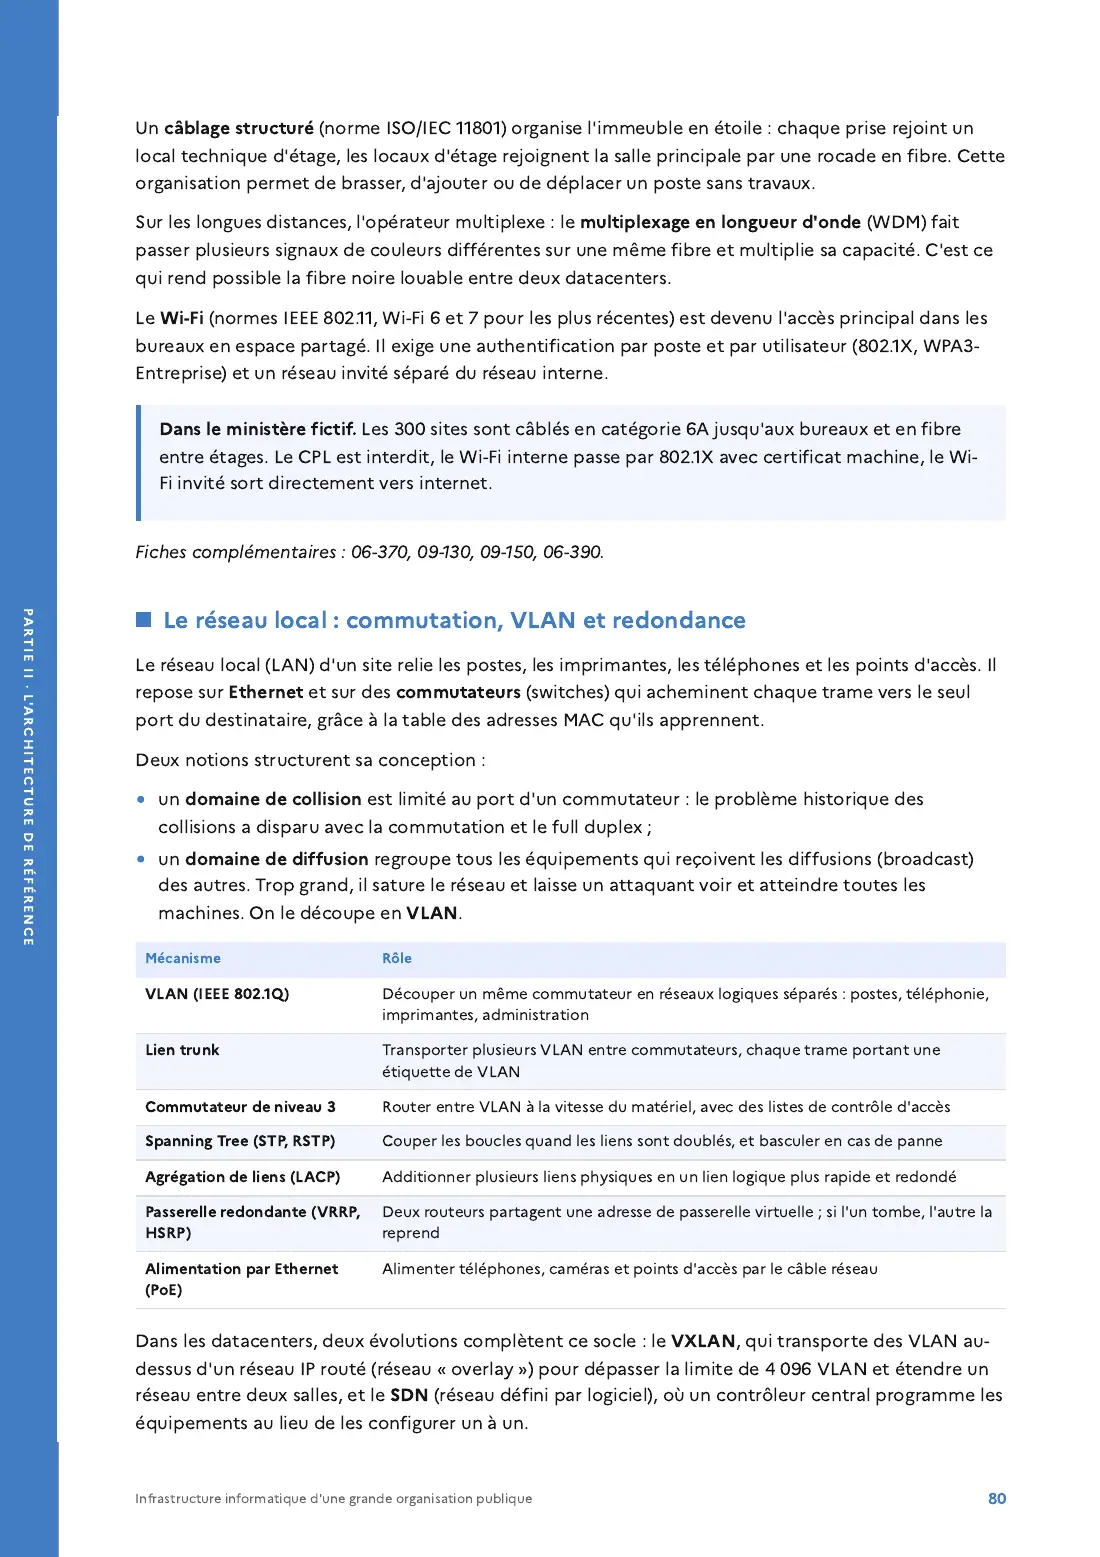 Un câblage structuré (norme ISO/IEC 11801) organise l'immeuble en étoile : chaque prise rejoint un
local technique d'étage, les locaux d'étage rejoignent la salle principale par une rocade en fibre. Cette
organisation permet de brasser, d'ajouter ou de déplacer un poste sans travaux.
Sur les longues distances, l'opérateur multiplexe : le multiplexage en longueur d'onde (WDM) fait
passer plusieurs signaux de couleurs différentes sur une même fibre et multiplie sa capacité. C'est ce
qui rend possible la fibre noire louable entre deux datacenters.
Le Wi-Fi (normes IEEE 802.11, Wi-Fi 6 et 7 pour les plus récentes) est devenu l'accès principal dans les
bureaux en espace partagé. Il exige une authentification par poste et par utilisateur (802.1X, WPA3-
Entreprise) et un réseau invité séparé du réseau interne.
Dans le ministère fictif. Les 300 sites sont câblés en catégorie 6A jusqu'aux bureaux et en fibre
entre étages. Le CPL est interdit, le Wi-Fi interne passe par 802.1X avec certificat machine, le Wi-
Fi invité sort directement vers internet.
Fiches complémentaires : 06-370, 09-130, 09-150, 06-390.
PARTIE II · L'ARCHITECTURE DE RÉFÉRENCE
Le réseau local : commutation, VLAN et redondance
Le réseau local (LAN) d'un site relie les postes, les imprimantes, les téléphones et les points d'accès. Il
repose sur Ethernet et sur des commutateurs (switches) qui acheminent chaque trame vers le seul
port du destinataire, grâce à la table des adresses MAC qu'ils apprennent.
Deux notions structurent sa conception :
• un domaine de collision est limité au port d'un commutateur : le problème historique des
collisions a disparu avec la commutation et le full duplex ;
• un domaine de diffusion regroupe tous les équipements qui reçoivent les diffusions (broadcast)
des autres. Trop grand, il sature le réseau et laisse un attaquant voir et atteindre toutes les
machines. On le découpe en VLAN.
Mécanisme Rôle
VLAN (IEEE 802.1Q) Découper un même commutateur en réseaux logiques séparés : postes, téléphonie,
imprimantes, administration
Lien trunk Transporter plusieurs VLAN entre commutateurs, chaque trame portant une
étiquette de VLAN
Commutateur de niveau 3 Router entre VLAN à la vitesse du matériel, avec des listes de contrôle d'accès
Spanning Tree (STP, RSTP) Couper les boucles quand les liens sont doublés, et basculer en cas de panne
Agrégation de liens (LACP) Additionner plusieurs liens physiques en un lien logique plus rapide et redondé
Passerelle redondante (VRRP, Deux routeurs partagent une adresse de passerelle virtuelle ; si l'un tombe, l'autre la
HSRP) reprend
Alimentation par Ethernet Alimenter téléphones, caméras et points d'accès par le câble réseau
(PoE)
Dans les datacenters, deux évolutions complètent ce socle : le VXLAN, qui transporte des VLAN au-
dessus d'un réseau IP routé (réseau « overlay ») pour dépasser la limite de 4 096 VLAN et étendre un
réseau entre deux salles, et le SDN (réseau défini par logiciel), où un contrôleur central programme les
équipements au lieu de les configurer un à un.
Infrastructure informatique d'une grande organisation publique 80